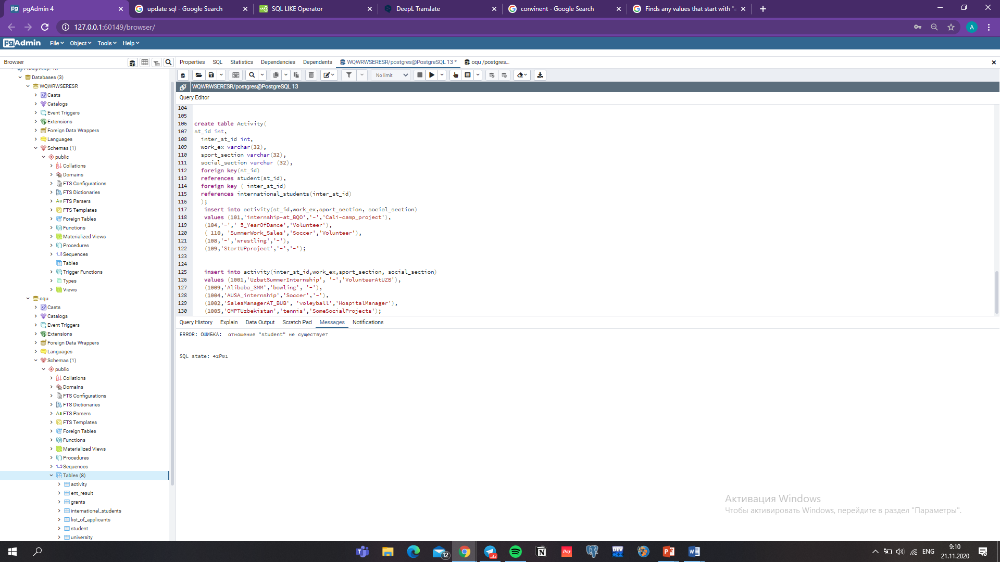 pgAdmin 4
update sql - Google Search
SQL LIKE Operator
DeepL Translate
convinent - Google Search
Finds any values that start with "a
127.0.0.1:60149/browser/
A
pgAdmin
File
Object
Tools
Help
Browser
Properties
SQL
Statistics
Dependencies
Dependents
WQWRWSERESR/postgres@PostgreSQL 13 *
oqu /postgres...
No limit
WQWRWSERESR/postgres@PostgreSQL 13
Query Editor
PostgreSQL 13
Databases (3)
WQWRWSERESR
Casts
Catalogs
Event Triggers
Extensions
Foreign Data Wrappers
Languages
Schemas (1)
public
Collations
Domains
FTS Configurations
FTS Dictionaries
FTS Parsers
FTS Templates
Foreign Tables
Functions
Materialized Views
Procedures
Sequences
Tables
Trigger Functions
Types
Views
oqu
Casts
Catalogs
Event Triggers
Extensions
Foreign Data Wrappers
Languages
Schemas (1)
public
Collations
Domains
FTS Configurations
FTS Dictionaries
FTS Parsers
FTS Templates
Foreign Tables
Functions
Materialized Views
Procedures
Sequences
Tables (8)
activity
ent_result
grants
international_students
list_of_applicants
student
university
104
105
106 create table Activity(
107 st_id int,
108 inter_st_id int,
109 work_ex varchar(32),
110 sport_section varchar(32),
111 social_section varchar (32),
112 foreign key(st_id)
113 references student(st_id),
114 foreign key ( inter_st_id)
115 references international_students(inter_st_id)
116 );
117 insert into activity(st_id,work_ex,sport_section, social_section)
118 values (101,'internship-at_BQO','-','Cali-camp_project'),
119 (104,'-',' 5_YearOfDance','Volunteer'),
120 ( 110, 'SummerWork_Sales','Soccer','Volunteer'),
121 (108,'-','wrestling','-'),
122 (109,'StartUPproject','-','-');
123
124
125 insert into activity(inter_st_id,work_ex,sport_section, social_section)
126 values (1001,'UzbatSummerInternship', '-','VolunteerAtUZB'),
127 (1009,'Alibaba_SMM','bowling', '-'),
128 (1004,'AUSA_internship','Soccer','-'),
129 (1002,'SalesManagerAT_BUB', 'voleyball','HospitalManager'),
130 (1005,'GMPTUzbekistan','tennis','SomeSocialProjects');
Query History
Explain
Data Output
Scratch Pad
Messages
Notifications
ERROR: ОШИБКА: отношение "student" не существует
SQL state: 42P01
Активация Windows
Чтобы активировать Windows, перейдите в раздел "Параметры".
12
32
Day
DEV
ENG
9:10
21.11.2020